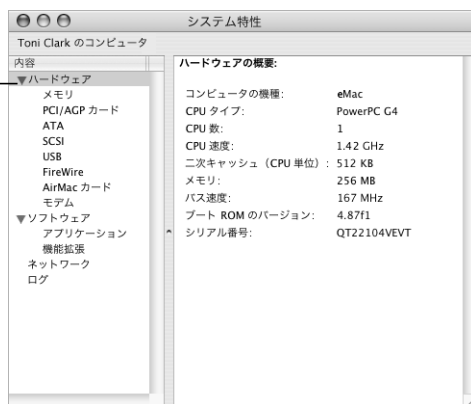 システム特性
Toni Clark のコンピュータ
内容
▼ハードウェア
メモリ
PCI/AGP カード
ATA
SCSI
USB
FireWire
AirMac カード
モデム
▼ソフトウェア
アプリケーション
機能拡張
ネットワーク
ログ
ハードウェアの概要:
コンピュータの機種: eMac
CPU タイプ: PowerPC G4
CPU 数: 1
CPU 速度: 1.42 GHz
二次キャッシュ（CPU 単位）: 512 KB
メモリ: 256 MB
バス速度: 167 MHz
ブート ROM のバージョン: 4.87f1
シリアル番号: QT22104VEVT